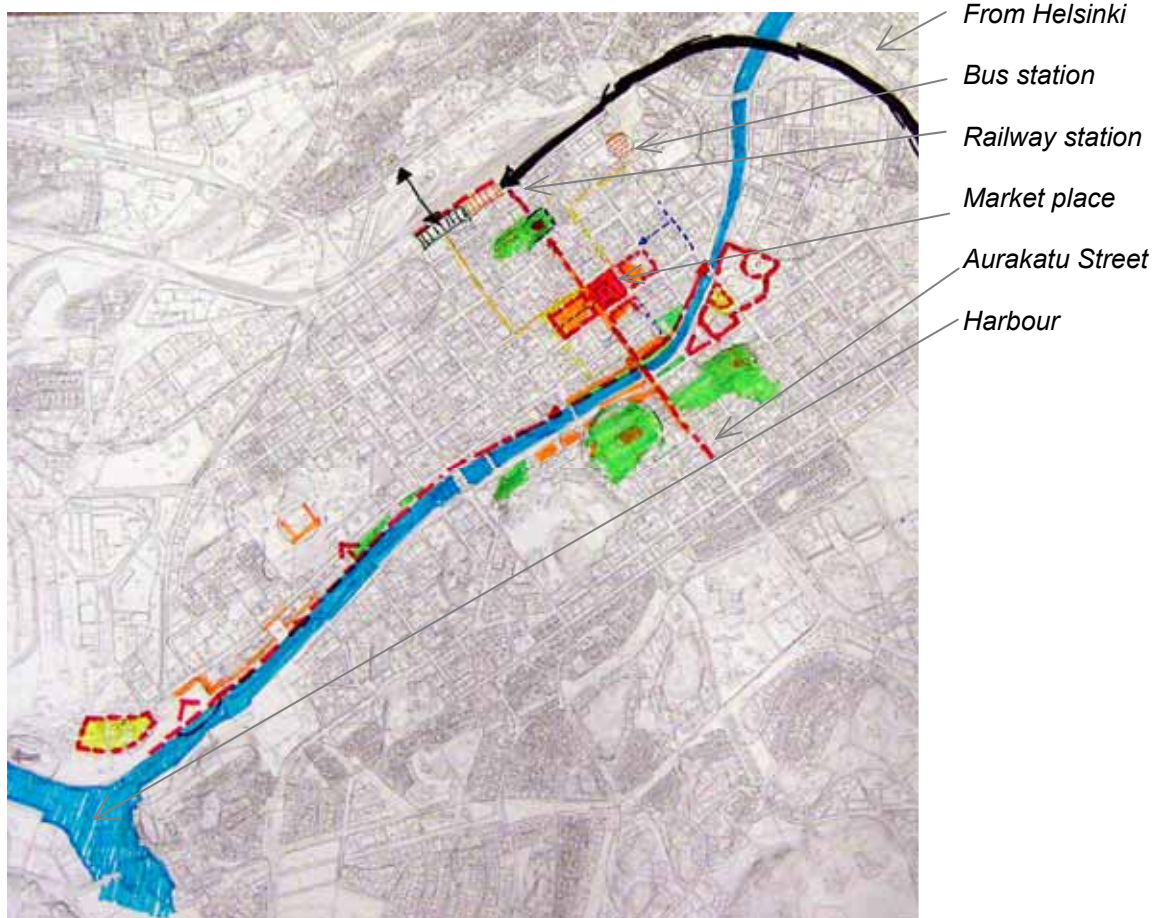 From Helsinki
Bus station
Railway station
Market place
Aurakatu Street
Harbour